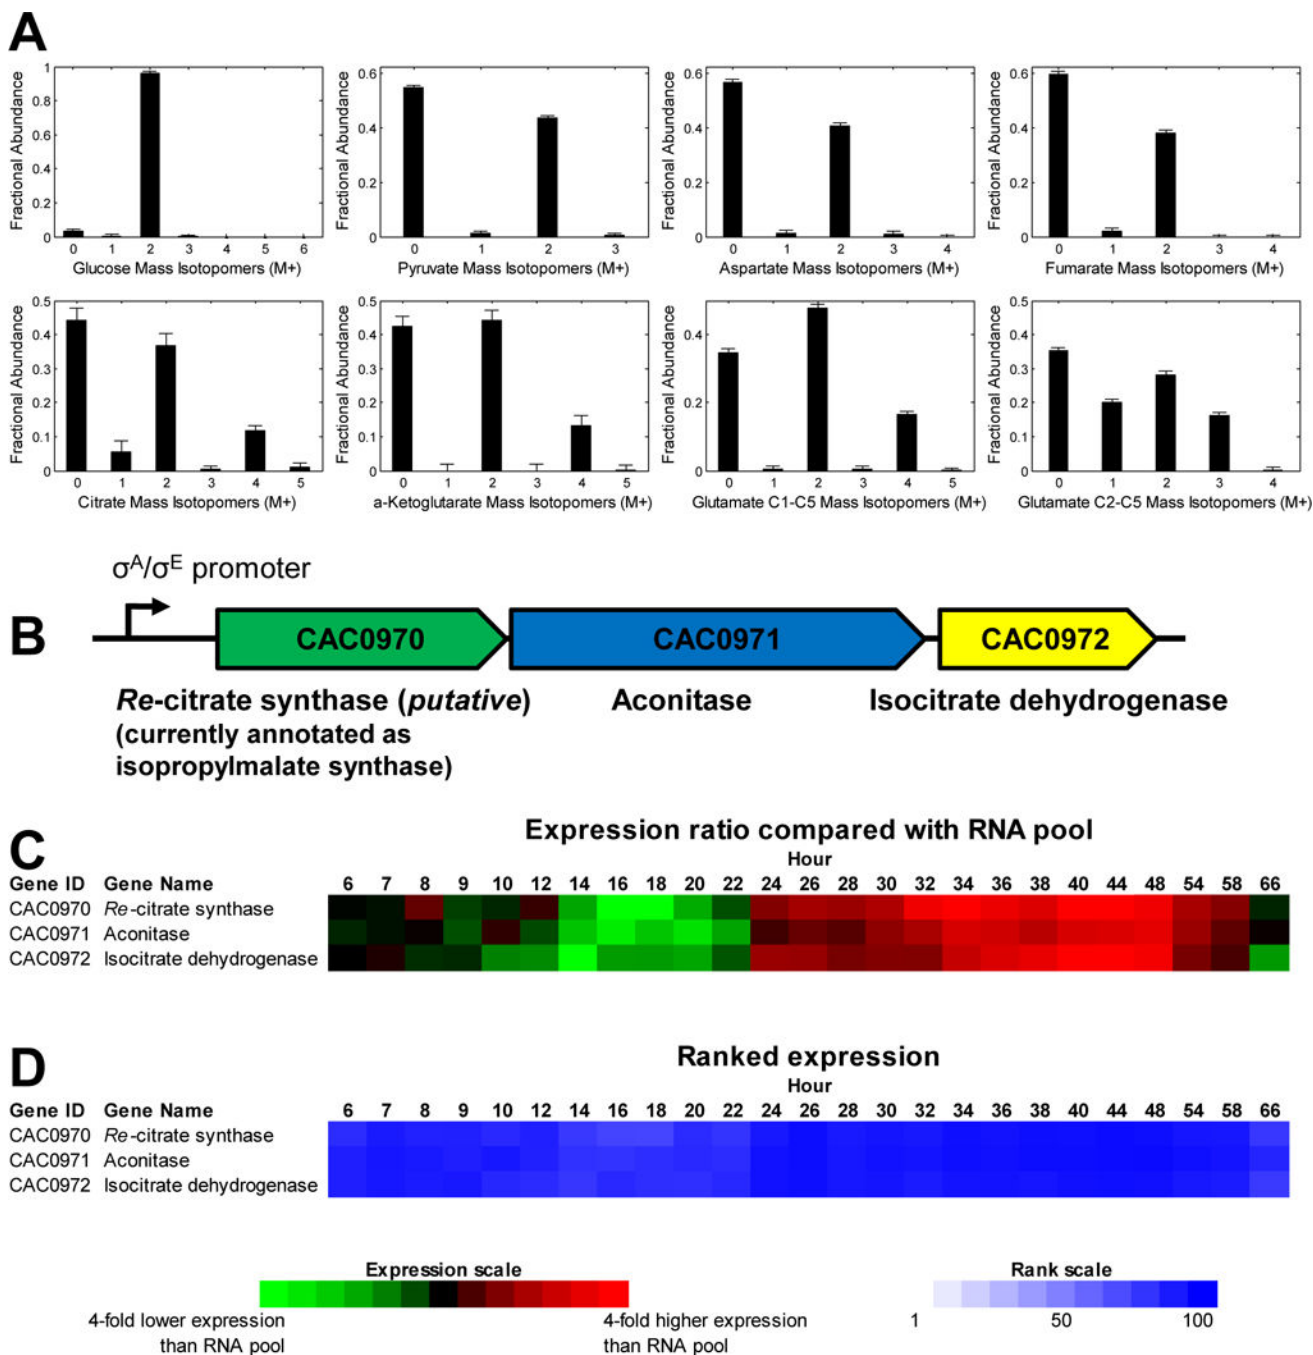 A
Fractional Abundance
1
0.8
0.6
0.4
0.2
0
0 1 2 3 4 5 6
Glucose Mass Isotopomers (M+)
Fractional Abundance
0.6
0.4
0.2
0
0 1 2 3
Pyruvate Mass Isotopomers (M+)
Fractional Abundance
0.6
0.4
0.2
0
0 1 2 3 4
Aspartate Mass Isotopomers (M+)
Fractional Abundance
0.6
0.4
0.2
0
0 1 2 3 4
Fumarate Mass Isotopomers (M+)
Fractional Abundance
0.5
0.4
0.3
0.2
0.1
0
0 1 2 3 4 5
Citrate Mass Isotopomers (M+)
Fractional Abundance
0.5
0.4
0.3
0.2
0.1
0
0 1 2 3 4 5
a-Ketoglutarate Mass Isotopomers (M+)
Fractional Abundance
0.5
0.4
0.3
0.2
0.1
0
0 1 2 3 4 5
Glutamate C1-C5 Mass Isotopomers (M+)
Fractional Abundance
0.5
0.4
0.3
0.2
0.1
0
0 1 2 3 4
Glutamate C2-C5 Mass Isotopomers (M+)
B
σA/σE promoter
CAC0970 CAC0971 CAC0972
Re-citrate synthase (putative) Aconitase Isocitrate dehydrogenase
(currently annotated as
isopropylmalate synthase)
C
Expression ratio compared with RNA pool
Hour
Gene ID Gene Name 6 7 8 9 10 12 14 16 18 20 22 24 26 28 30 32 34 36 38 40 44 48 54 58 66
CAC0970 Re-citrate synthase
CAC0971 Aconitase
CAC0972 Isocitrate dehydrogenase
D
Ranked expression
Hour
Gene ID Gene Name 6 7 8 9 10 12 14 16 18 20 22 24 26 28 30 32 34 36 38 40 44 48 54 58 66
CAC0970 Re-citrate synthase
CAC0971 Aconitase
CAC0972 Isocitrate dehydrogenase
Expression scale
4-fold lower expression
than RNA pool
4-fold higher expression
than RNA pool
Rank scale
1 50 100